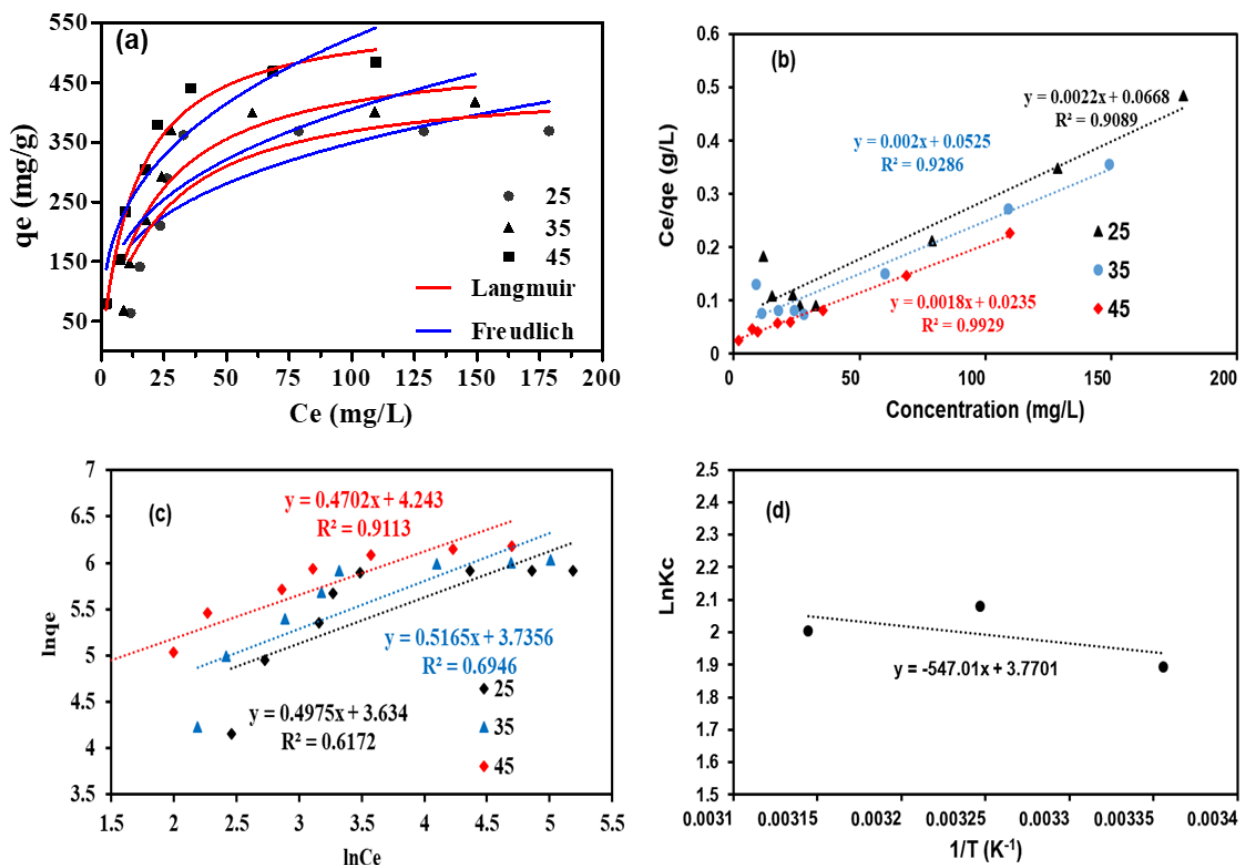 (a)
550
450
350
250
150
50
qe (mg/g)
0 25 50 75 100 125 150 175 200
Ce (mg/L)
25
35
45
Langmuir
Freudlich
(b)
0.6
0.5
0.4
0.3
0.2
0.1
0
Ce/qe (g/L)
y = 0.0022x + 0.0668
R² = 0.9089
y = 0.002x + 0.0525
R² = 0.9286
y = 0.0018x + 0.0235
R² = 0.9929
25
35
45
0 50 100 150 200
Concentration (mg/L)
(c)
7
6.5
6
5.5
5
4.5
4
3.5
lnqe
y = 0.4702x + 4.243
R² = 0.9113
y = 0.5165x + 3.7356
R² = 0.6946
y = 0.4975x + 3.634
R² = 0.6172
25
35
45
1.5 2 2.5 3 3.5 4 4.5 5 5.5
lnCe
(d)
2.5
2.4
2.3
2.2
2.1
2
1.9
1.8
1.7
1.6
1.5
LnKc
y = -547.01x + 3.7701
0.0031 0.00315 0.0032 0.00325 0.0033 0.00335 0.0034
1/T (K⁻¹)